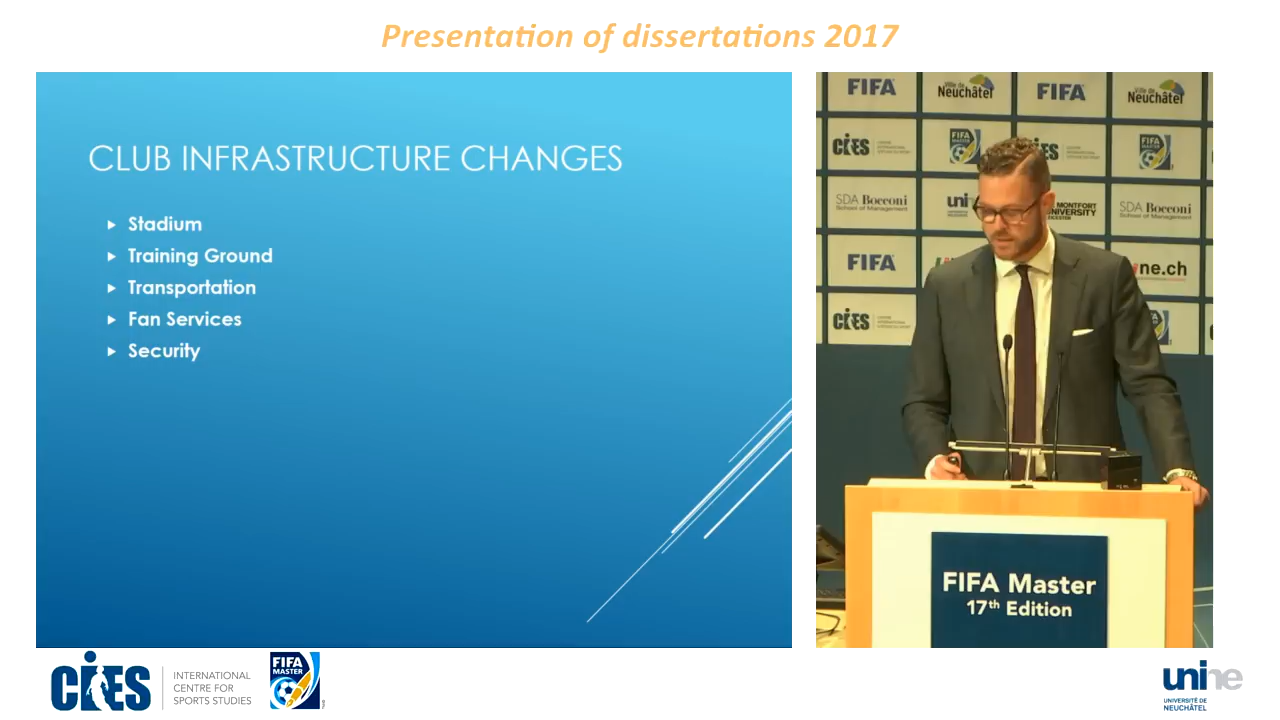 Presentation of dissertations 2017
CLUB INFRASTRUCTURE CHANGES
Stadium
Training Ground
Transportation
Fan Services
Security
FIFA
Ville de Neuchâtel
FIFA
Ville de Neuchâtel
CIES
FIFA MASTER
CIES
FIFA MASTER
SDA Bocconi
School of Management
uni
MONTFORT
UNIVERSITY
LEICESTER
SDA Bocconi
School of Management
FIFA
ne.ch
CIES
FIFA Master
17th Edition
CIES
INTERNATIONAL
CENTRE FOR
SPORTS STUDIES
FIFA
MASTER
unine
UNIVERSITÉ DE
NEUCHÂTEL